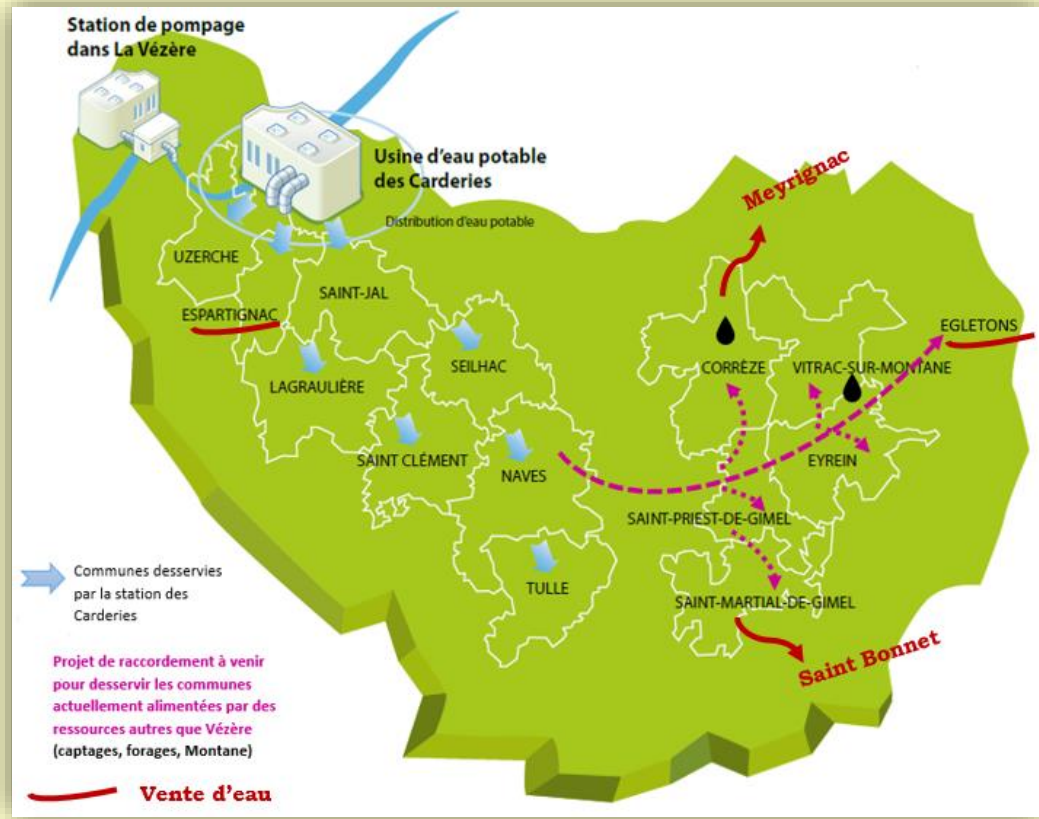 Station de pompage
dans La Vézère
Usine d'eau potable
des Carderies
Distribution d'eau potable
Meyrignac
UZERCHE
SAINT-JAL
ESPARTIGNAC
EGLETONS
SEILHAC
CORRÈZE
VITRAC-SUR-MONTANE
LAGRAULIÈRE
SAINT CLÉMENT
NAVES
EYREIN
SAINT-PRIEST-DE-GIMEL
TULLE
SAINT-MARTIAL-DE-GIMEL
Saint Bonnet
Communes desservies
par la station des
Carderies
Projet de raccordement à venir
pour desservir les communes
actuellement alimentées par des
ressources autres que Vézère
(captages, forages, Montane)
Vente d'eau